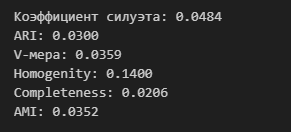 Коэффициент силуэта: 0.0484
ARI: 0.0300
V-мера: 0.0359
Homogenity: 0.1400
Completeness: 0.0206
AMI: 0.0352